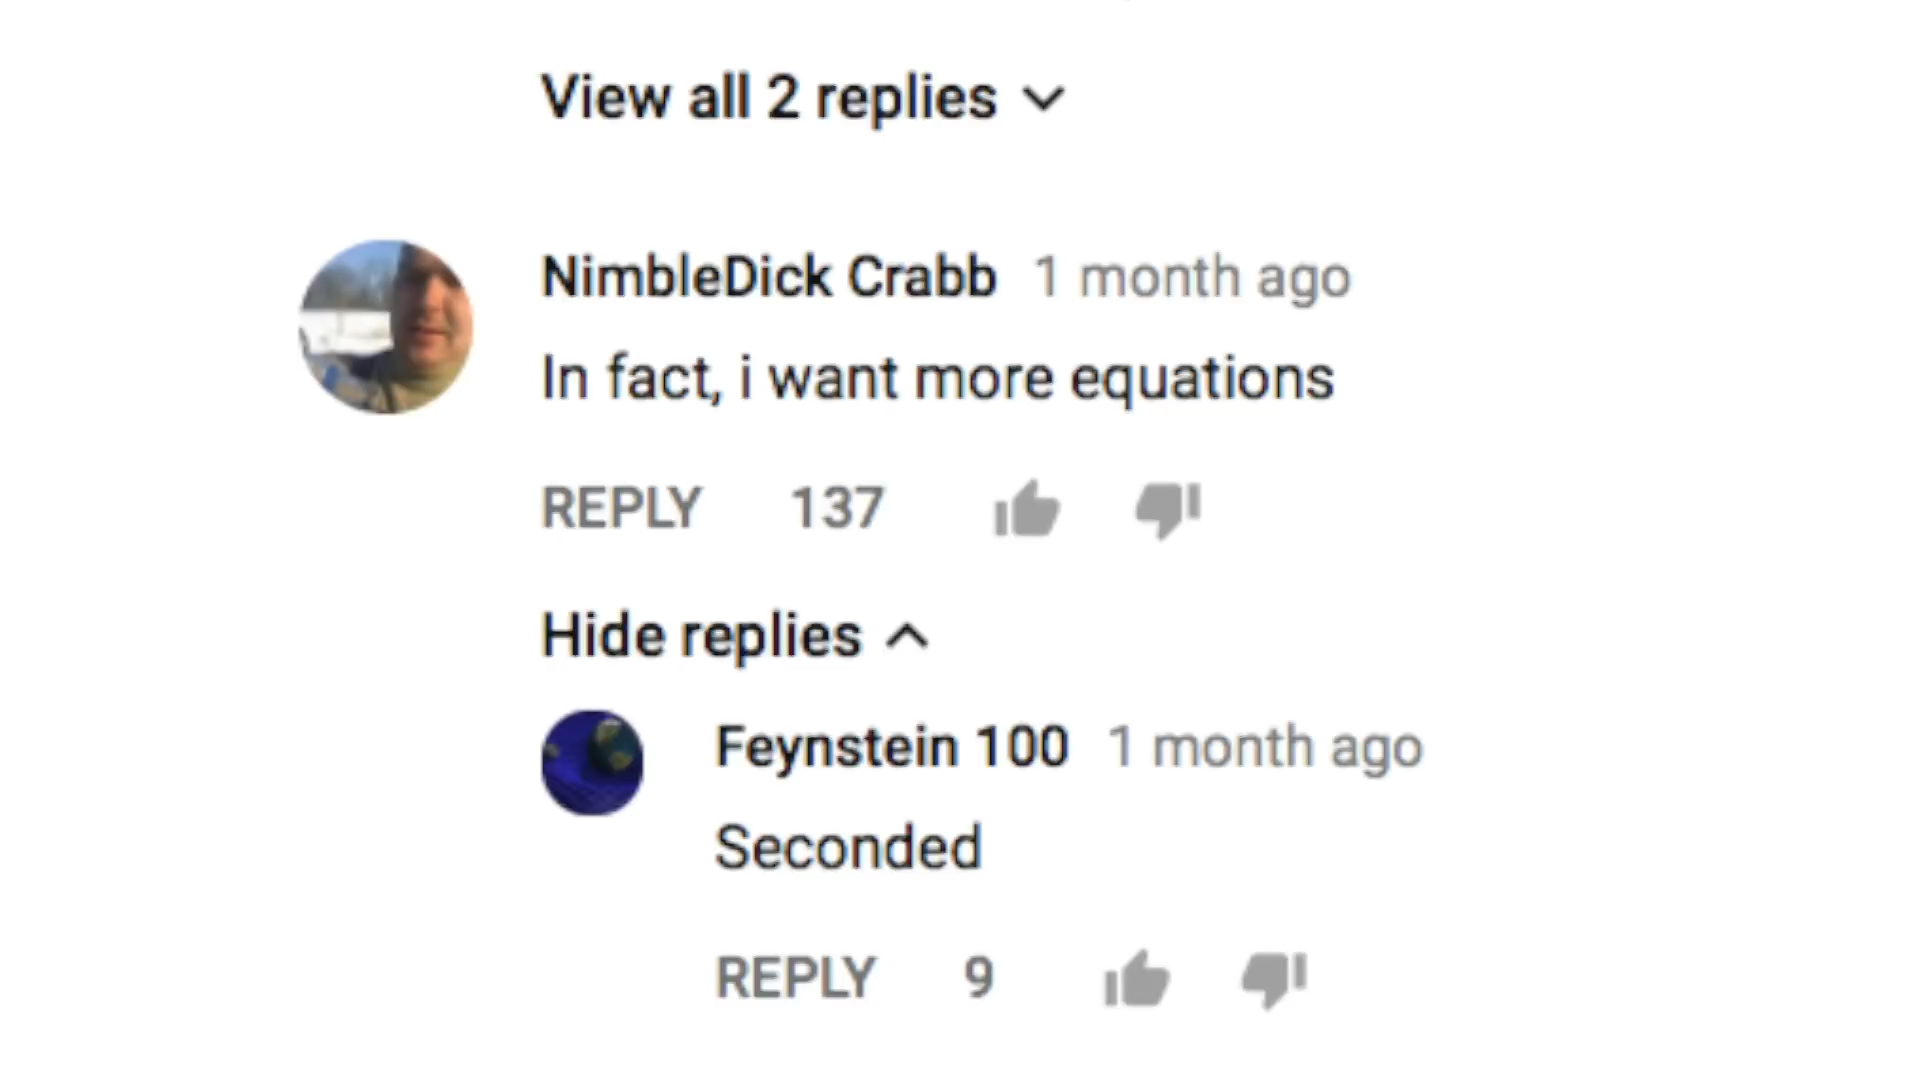 View all 2 replies
NimbleDick Crabb 1 month ago
In fact, i want more equations
REPLY 137
Hide replies
Feynstein 100 1 month ago
Seconded
REPLY 9